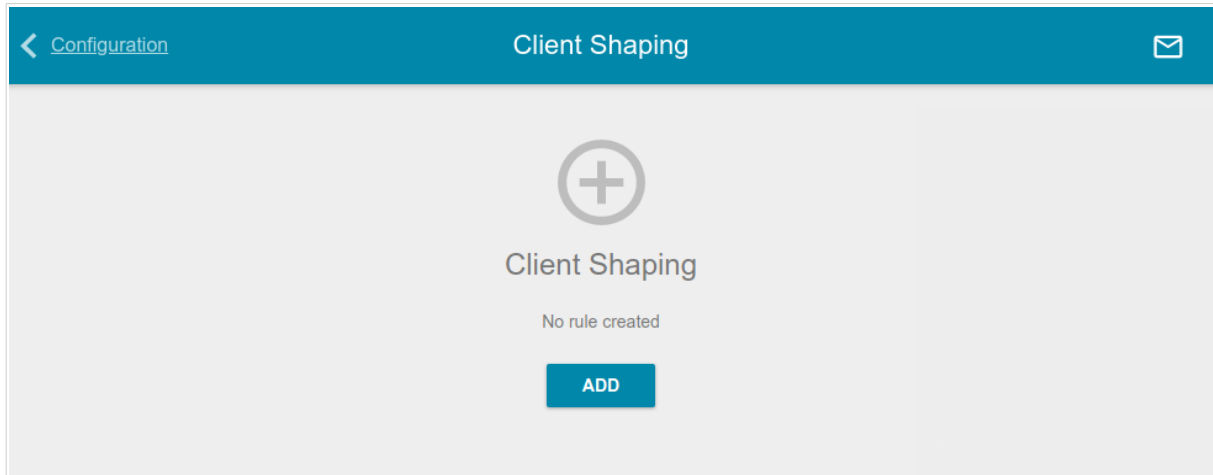 Configuration
Client Shaping
Client Shaping
No rule created
ADD